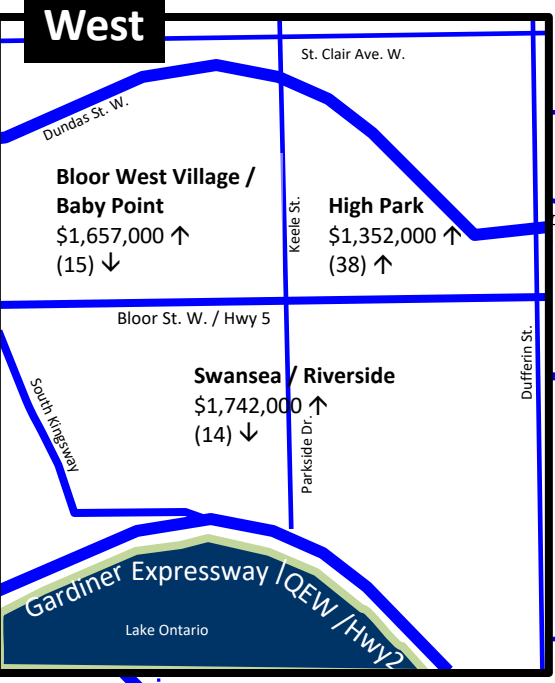 West
St. Clair Ave. W.
Dundas St. W.
Bloor West Village /
Baby Point
$1,657,000 ↑
(15) ↓
Keele St.
High Park
$1,352,000 ↑
(38) ↑
Bloor St. W. / Hwy 5
Dufferin St.
South Kingsway
Swansea / Riverside
$1,742,000 ↑
(14) ↓
Parkside Dr.
Gardiner Expressway / QEW / Hwy2
Lake Ontario